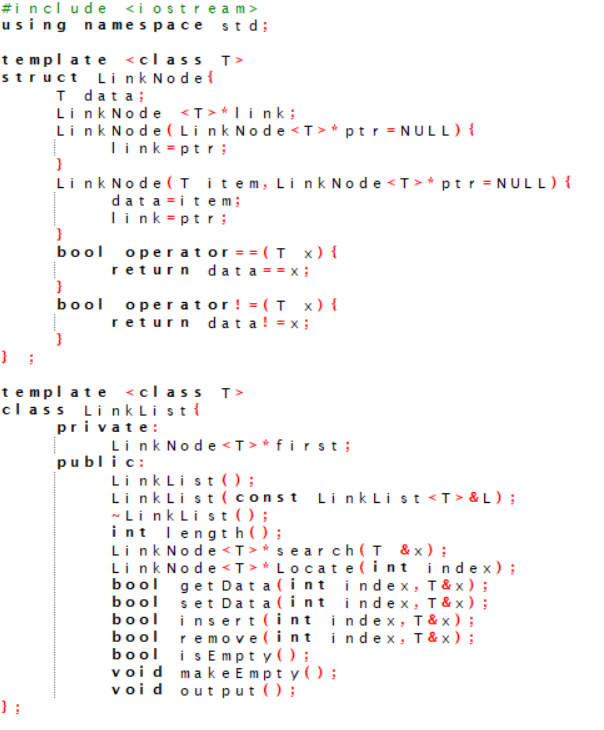 #include <iostream>
using namespace std;
template <class T>
struct LinkNode{
T data;
LinkNode <T>*link;
LinkNode(LinkNode<T>*ptr=NULL){
link=ptr;
}
LinkNode(T item,LinkNode<T>*ptr=NULL){
data=item;
link=ptr;
}
bool operator==(T x){
return data==x;
}
bool operator!=(T x){
return data!=x;
}
} ;
template <class T>
class LinkList{
private:
LinkNode<T>*first;
public:
LinkList();
LinkList(const LinkList<T>&L);
~LinkList();
int length();
LinkNode<T>*search(T &x);
LinkNode<T>*Locate(int index);
bool getData(int index,T&x);
bool setData(int index,T&x);
bool insert(int index,T&x);
bool remove(int index,T&x);
bool isEmpty();
void makeEmpty();
void output();
};